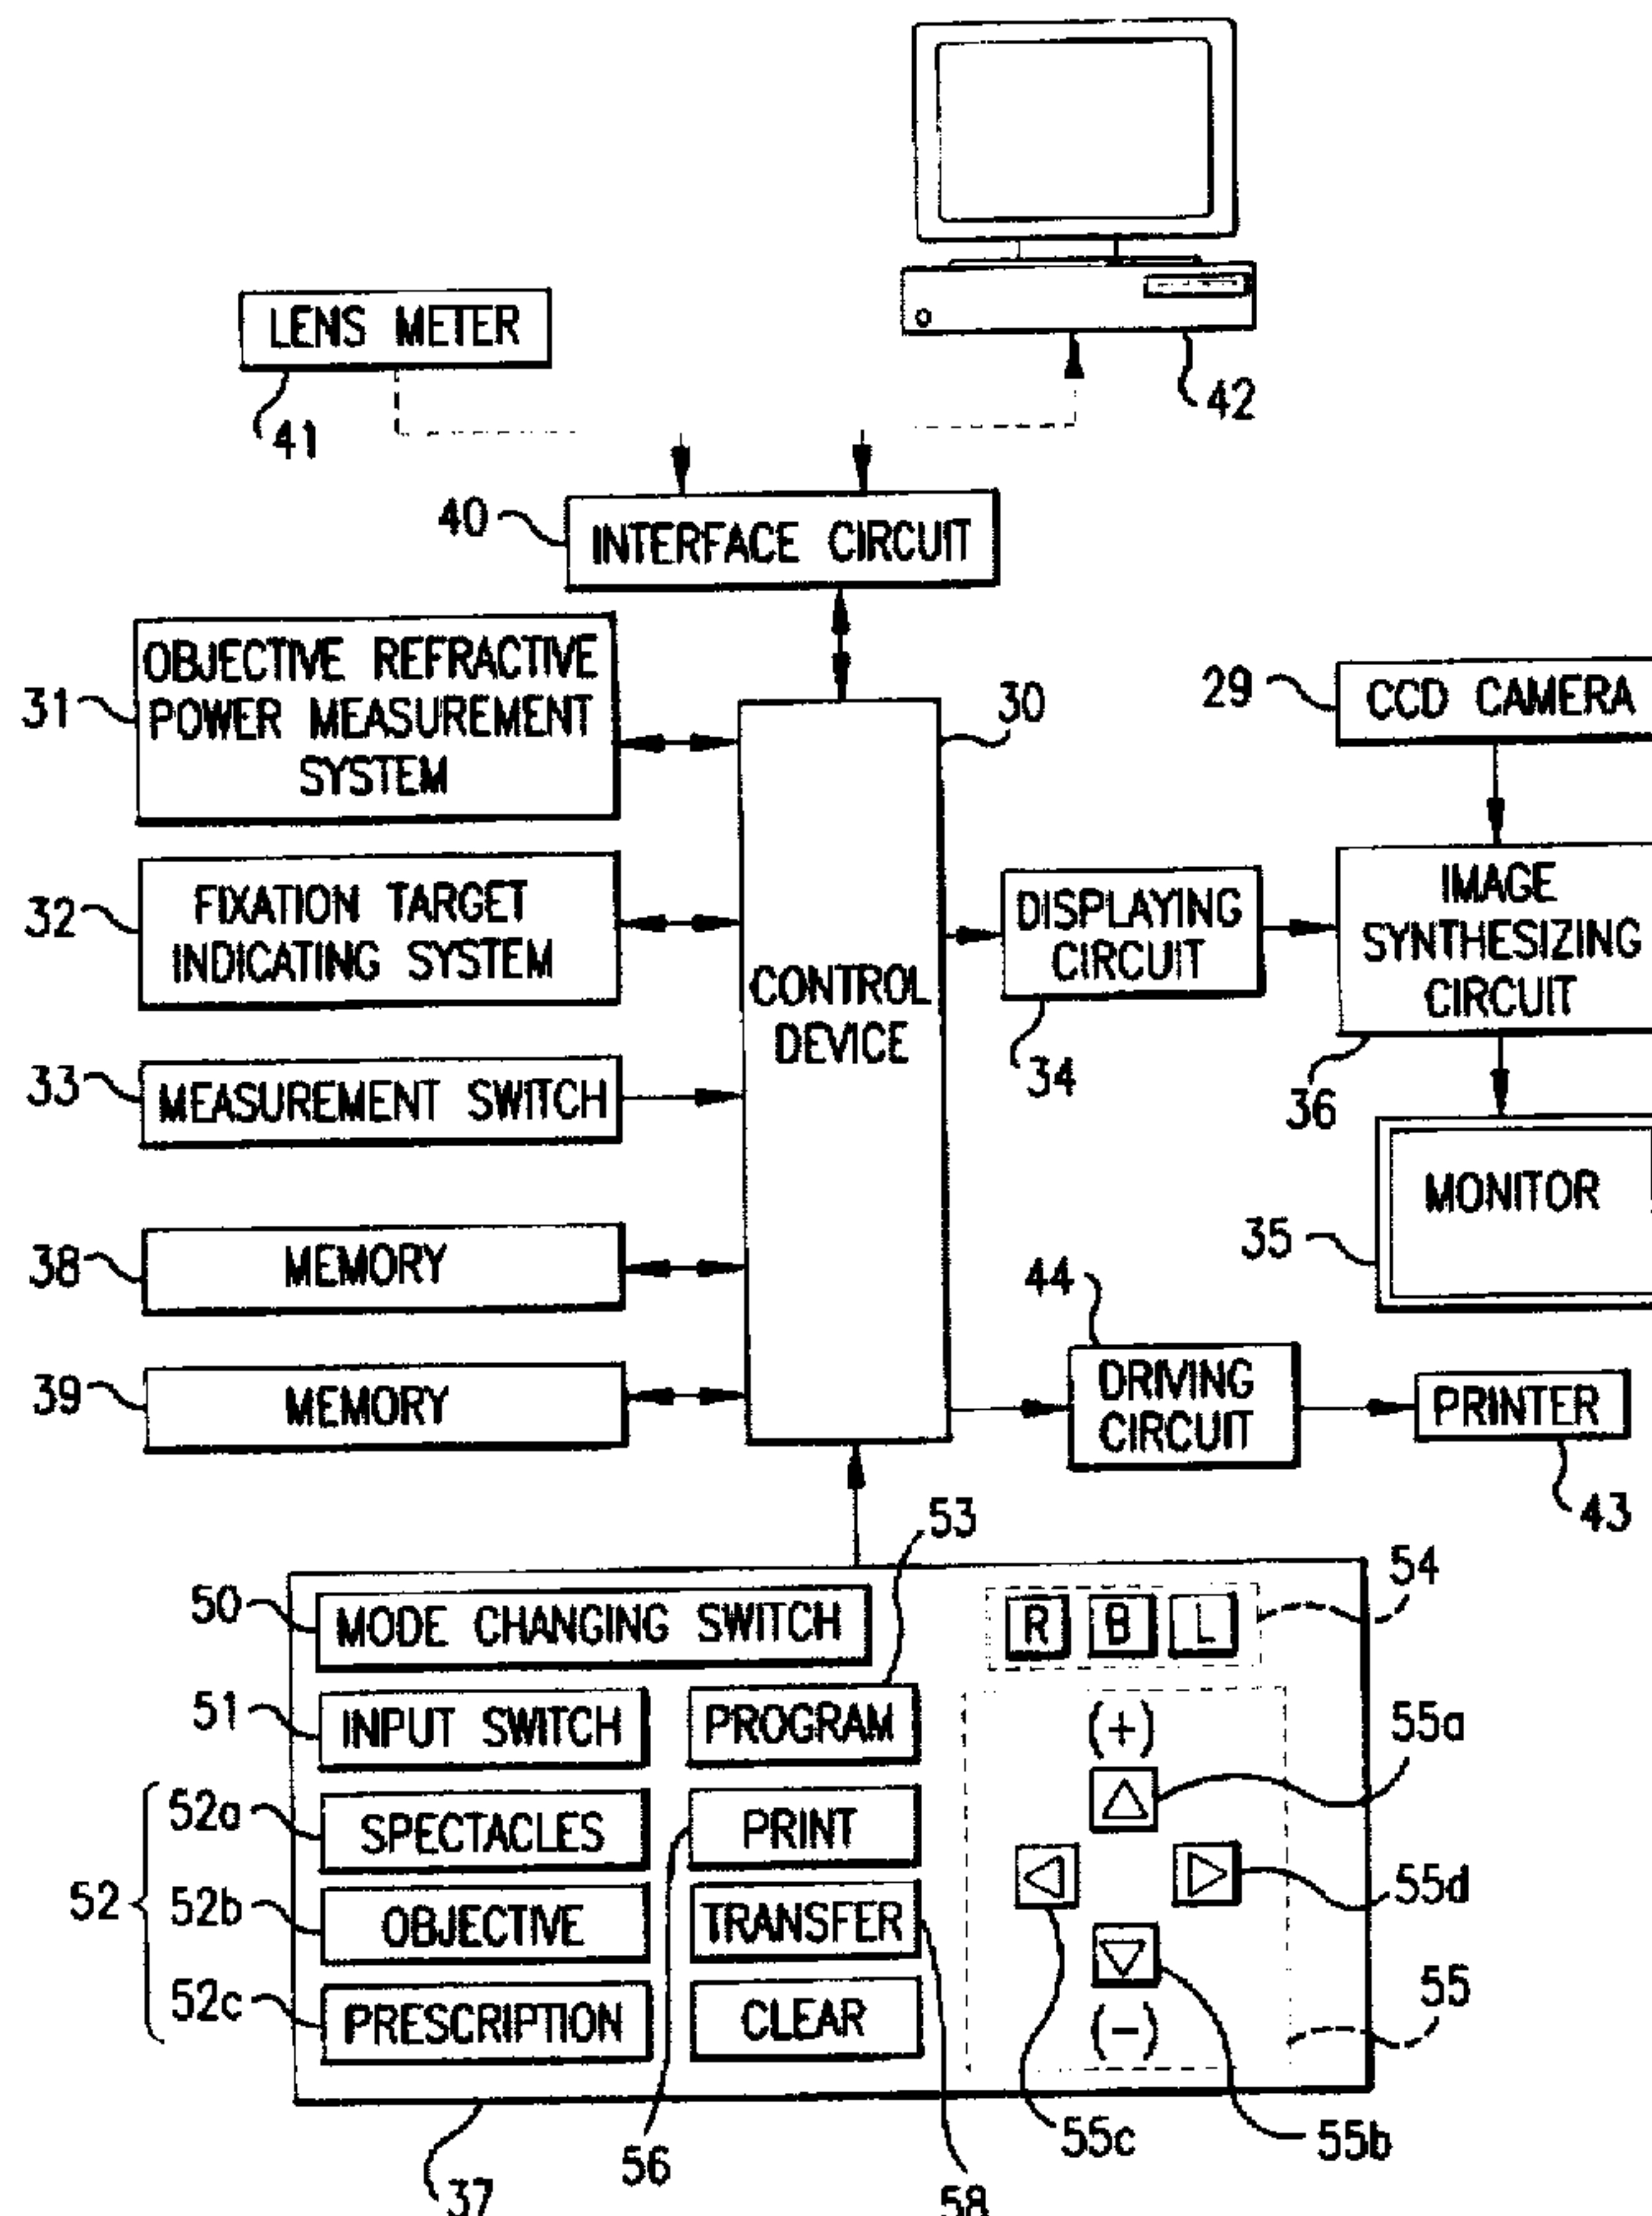 LENS METER
41
42
40
INTERFACE CIRCUIT
OBJECTIVE REFRACTIVE
POWER MEASUREMENT
SYSTEM
31
30
29
CCD CAMERA
FIXATION TARGET
INDICATING SYSTEM
32
CONTROL
DEVICE
DISPLAYING
CIRCUIT
34
IMAGE
SYNTHESIZING
CIRCUIT
36
33
MEASUREMENT SWITCH
MONITOR
35
38
MEMORY
44
39
MEMORY
DRIVING
CIRCUIT
PRINTER
43
53
54
50
MODE CHANGING SWITCH
R B L
51
INPUT SWITCH
PROGRAM
(+)
55a
52a
SPECTACLES
PRINT
52
52b
OBJECTIVE
TRANSFER
55d
52c
PRESCRIPTION
CLEAR
(-)
55
55c
55b
56
37
58